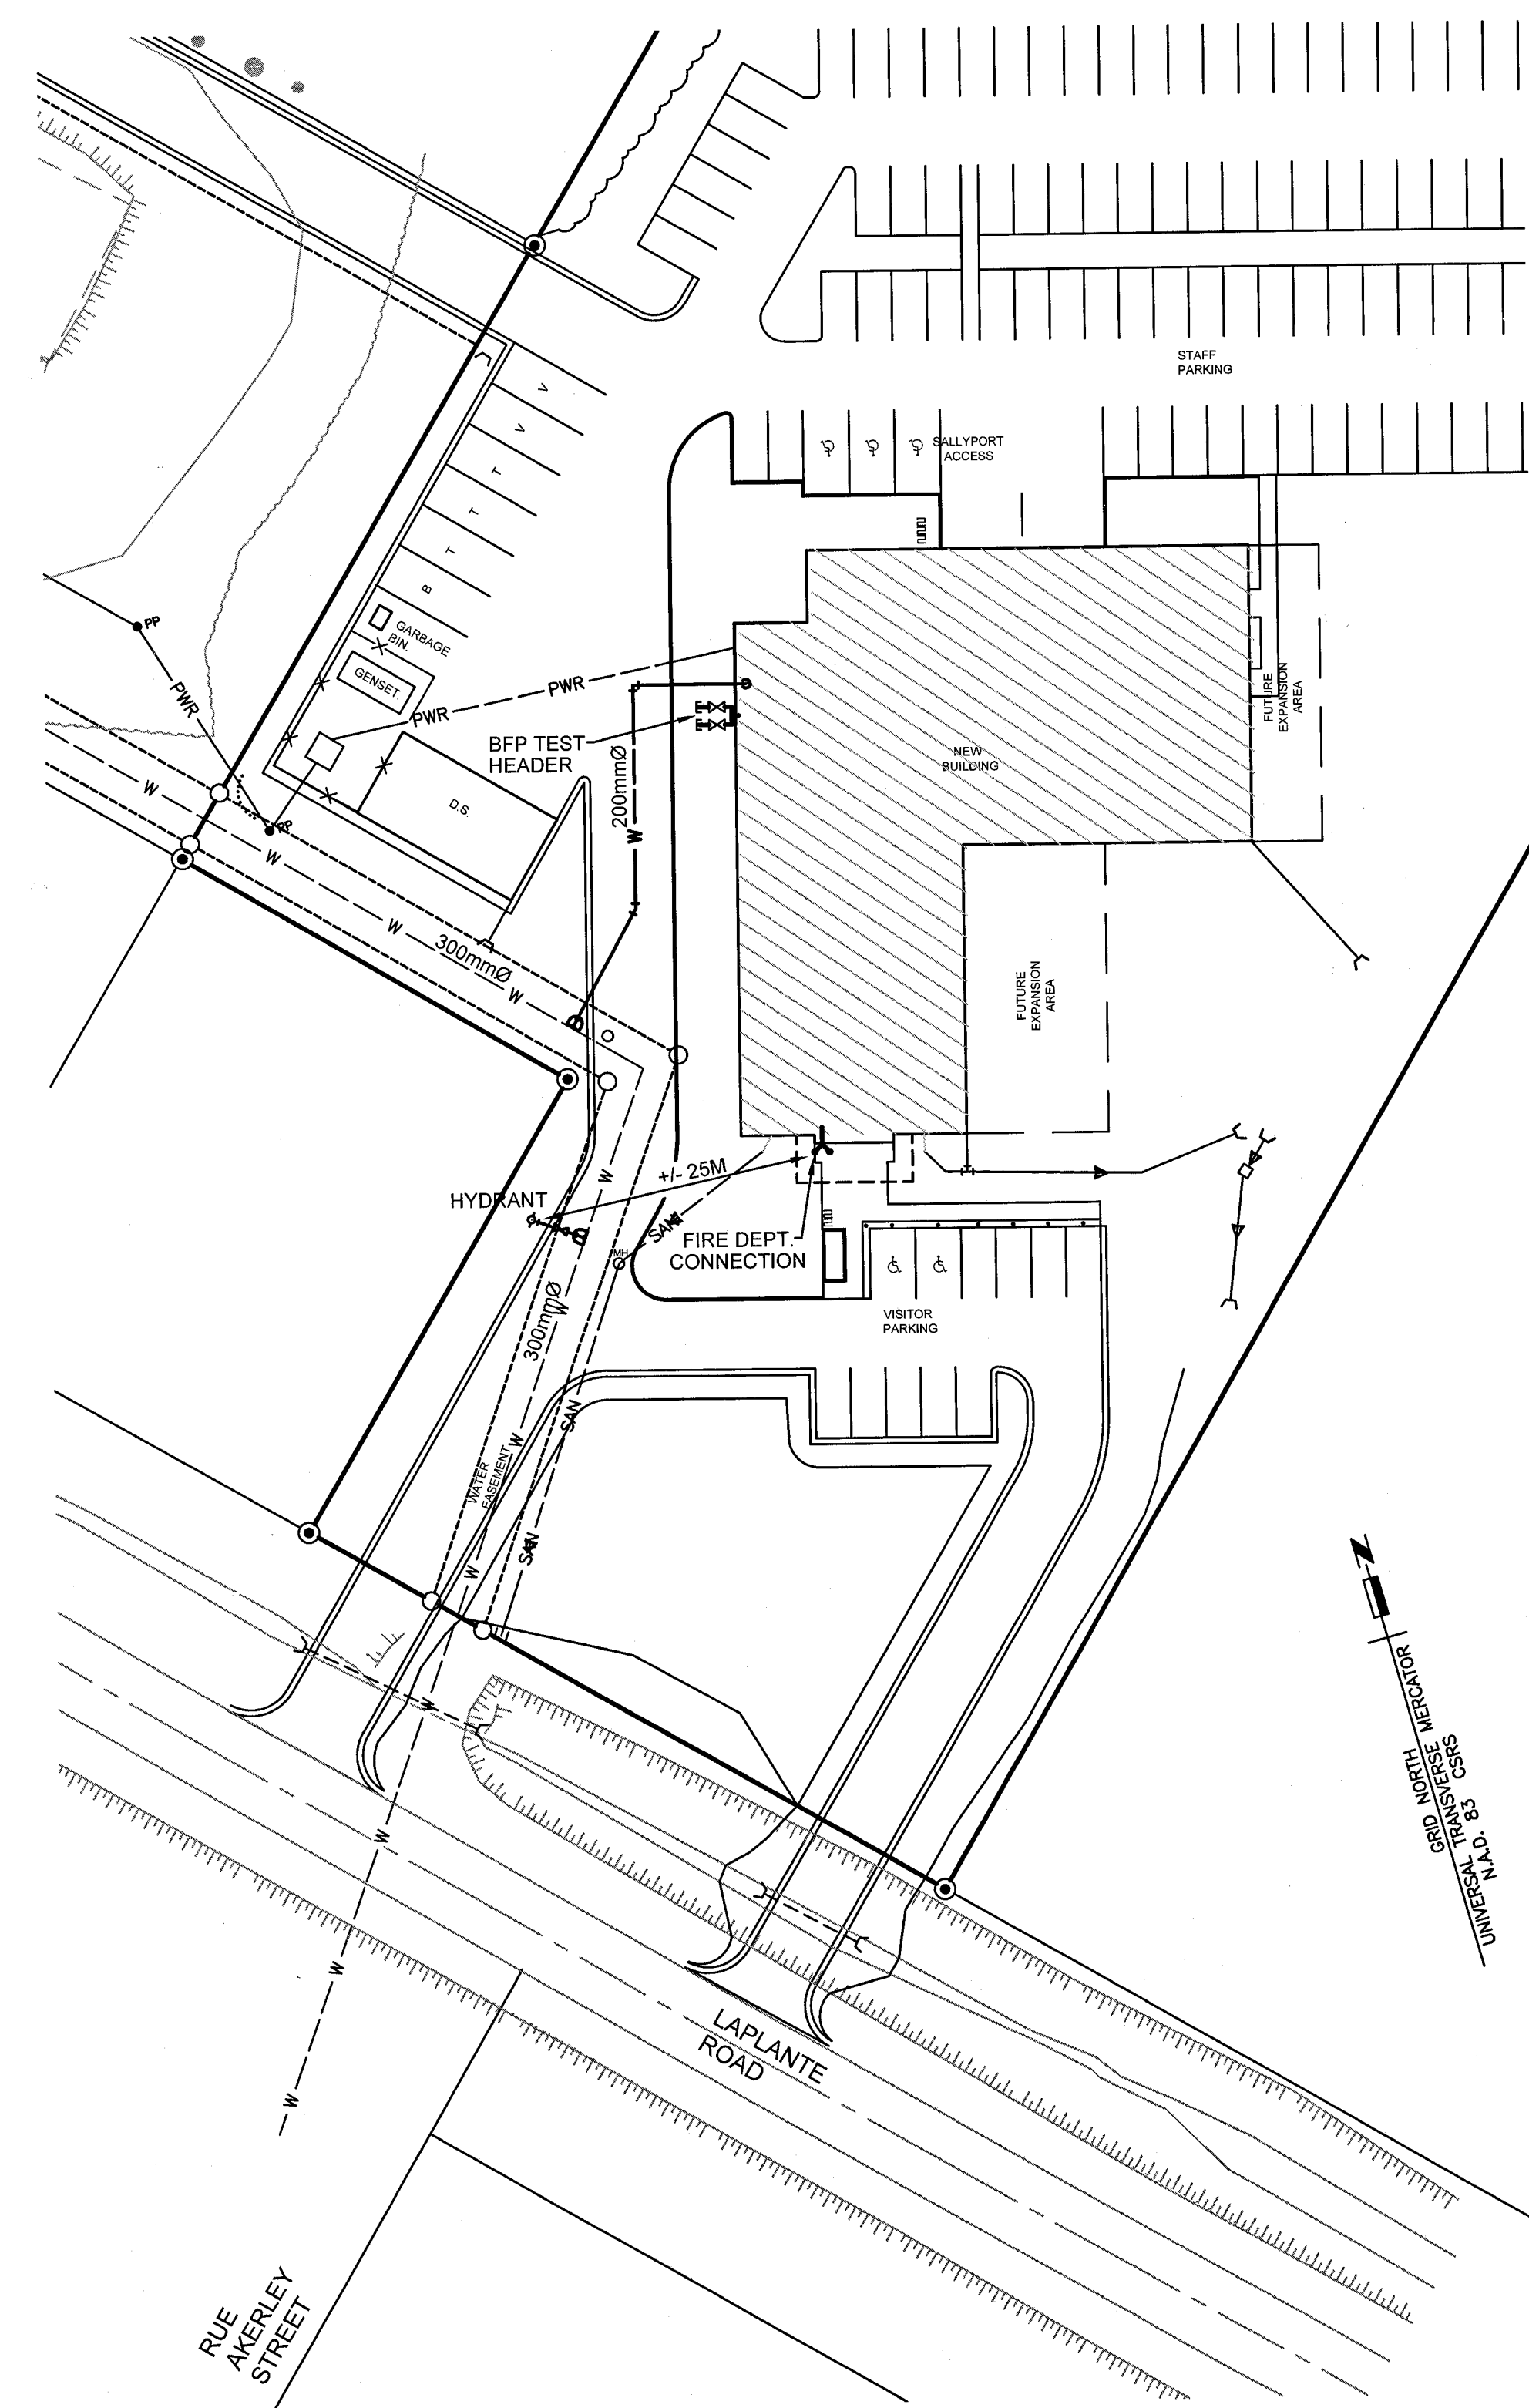 STAFF
PARKING
V
V
T
T
T
B
SALLYPORT
ACCESS
GARBAGE
BIN.
GENSET.
PP
PWR
PWR
PWR
PP
D.S.
BFP TEST
HEADER
200mmØ
W
NEW
BUILDING
FUTURE
EXPANSION
AREA
FUTURE
EXPANSION
AREA
W
W
W
300mmØ
W
W
+/- 25M
HYDRANT
SAN
MH
FIRE DEPT.
CONNECTION
300mmØ
W
VISITOR
PARKING
SAN
W
WATER
EASEMENT
SAN
W
W
W
W
W
N
GRID NORTH
UNIVERSAL TRANSVERSE MERCATOR
N.A.D. 83 CSRS
LAPLANTE
ROAD
RUE
AKERLEY
STREET